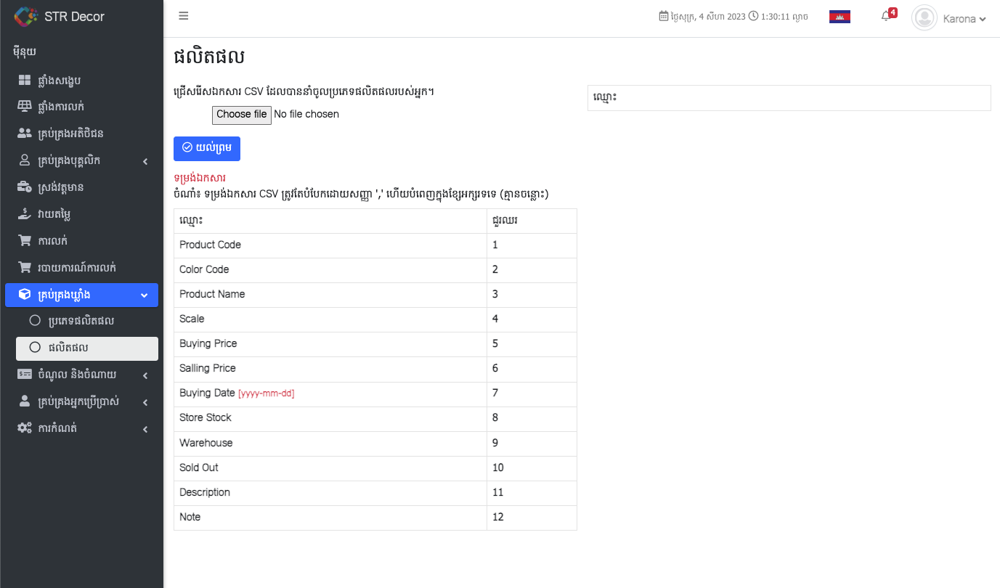 STR Decor
ថ្ងៃសុក្រ, 4 សីហា 2023 1:30:11 ល្ងាច
4
Karona
ម៉ីនុយ
ផ្ទាំងសង្ខេប
ផ្ទាំងការលក់
គ្រប់គ្រងអតិថិជន
គ្រប់គ្រងបុគ្គលិក
ស្រង់វត្តមាន
វាយតម្លៃ
ការលក់
របាយការណ៍ការលក់
គ្រប់គ្រងឃ្លាំង
ប្រភេទផលិតផល
ផលិតផល
ចំណូល និងចំណាយ
គ្រប់គ្រងអ្នកប្រើប្រាស់
ការកំណត់
ផលិតផល
ជ្រើសរើសឯកសារ CSV ដែលបាននាំចូលប្រភេទផលិតផលរបស់អ្នក។
Choose file No file chosen
យល់ព្រម
ទម្រង់ឯកសារ
ចំណាំ៖ ទម្រង់ឯកសារ CSV ត្រូវតែបំបែកដោយសញ្ញា ',' ហើយបំពេញក្នុងខ្សែអក្សរទទេ (គ្មានចន្លោះ)
ឈ្មោះ ជួរឈរ
Product Code 1
Color Code 2
Product Name 3
Scale 4
Buying Price 5
Salling Price 6
Buying Date [yyyy-mm-dd] 7
Store Stock 8
Warehouse 9
Sold Out 10
Description 11
Note 12
ឈ្មោះ